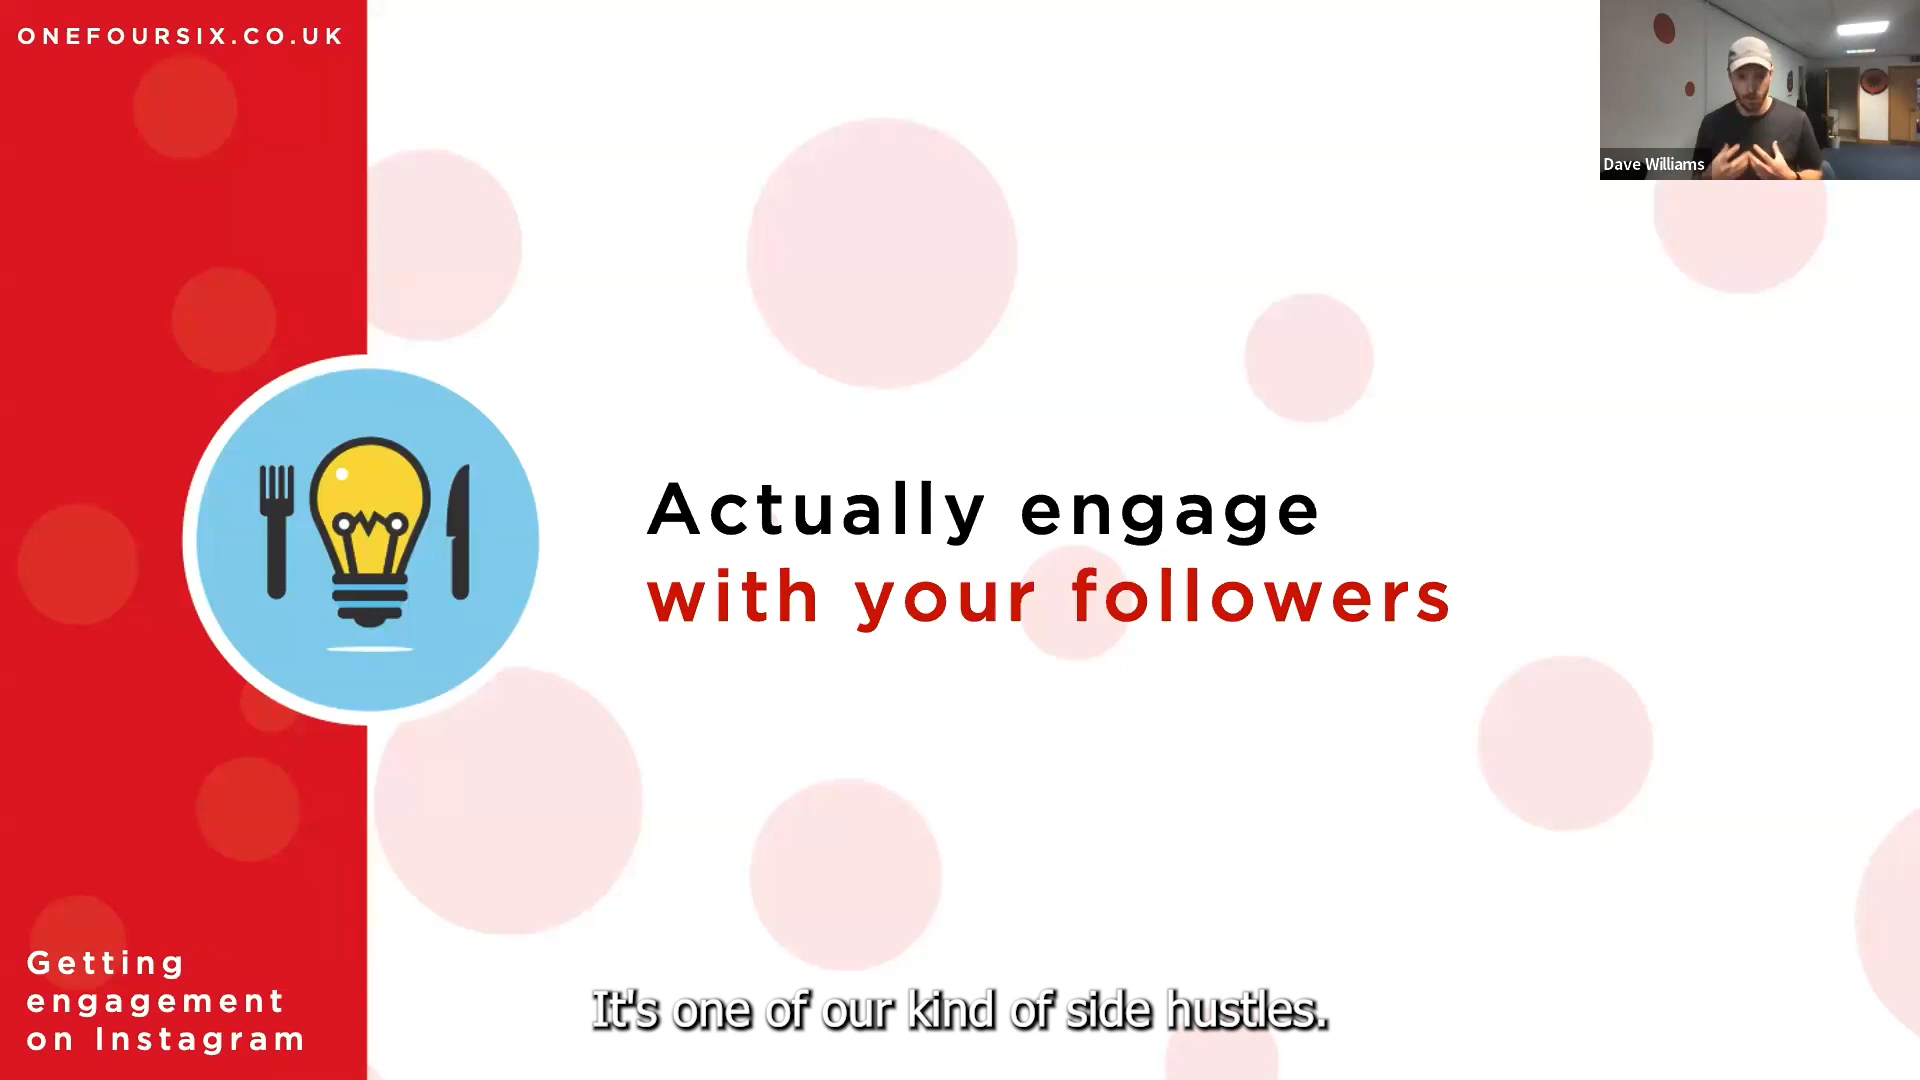 ONEFOURSIX.CO.UK
Dave Williams
Actually engage
with your followers
Getting
engagement
on Instagram
It's one of our kind of side hustles.